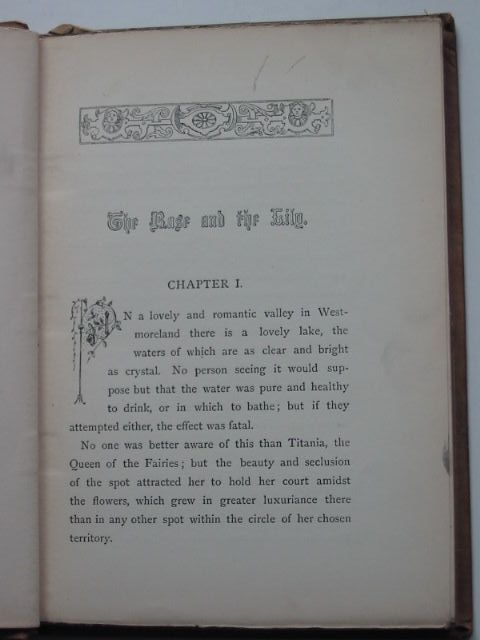 The Rose and the Lily.
CHAPTER I.
IN a lovely and romantic valley in West-
moreland there is a lovely lake, the
waters of which are as clear and bright
as crystal. No person seeing it would sup-
pose but that the water was pure and healthy
to drink, or in which to bathe; but if they
attempted either, the effect was fatal.
No one was better aware of this than Titania, the
Queen of the Fairies; but the beauty and seclusion
of the spot attracted her to hold her court amidst
the flowers, which grew in greater luxuriance there
than in any other spot within the circle of her chosen
territory.